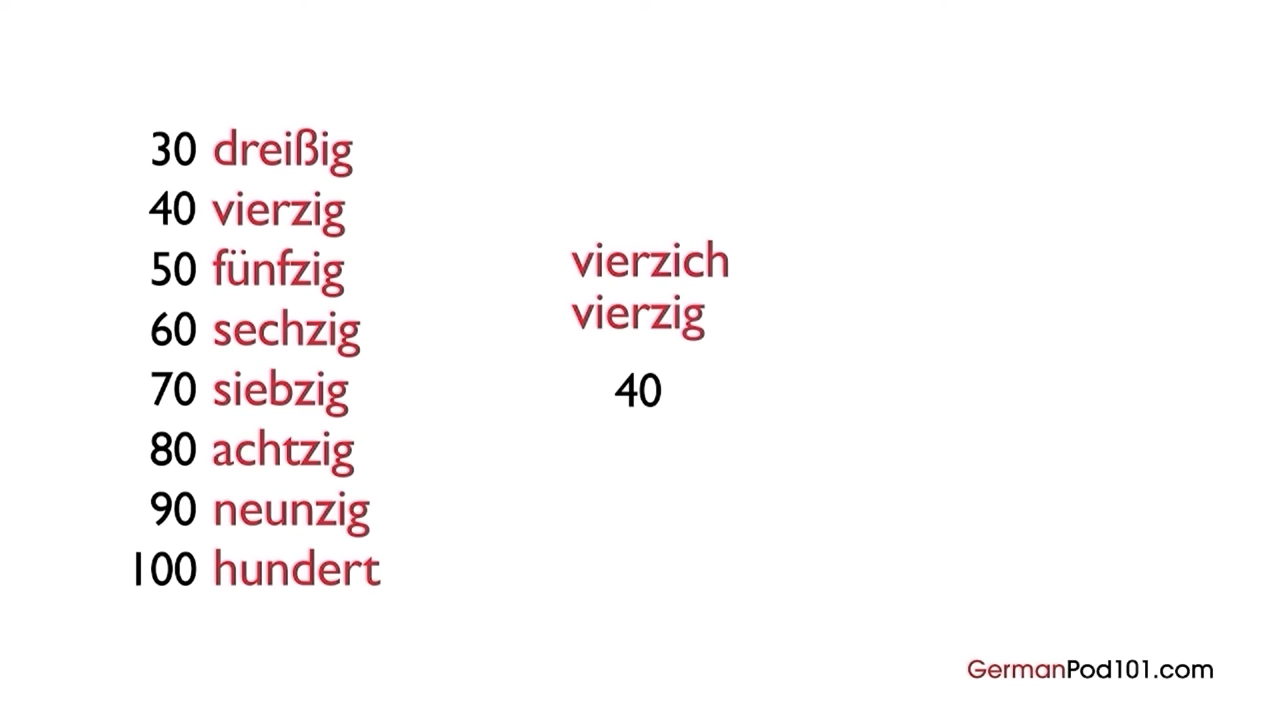 30 dreißig
40 vierzig
50 fünfzig
60 sechzig
70 siebzig
80 achtzig
90 neunzig
100 hundert
vierzich
vierzig
40
GermanPod101.com